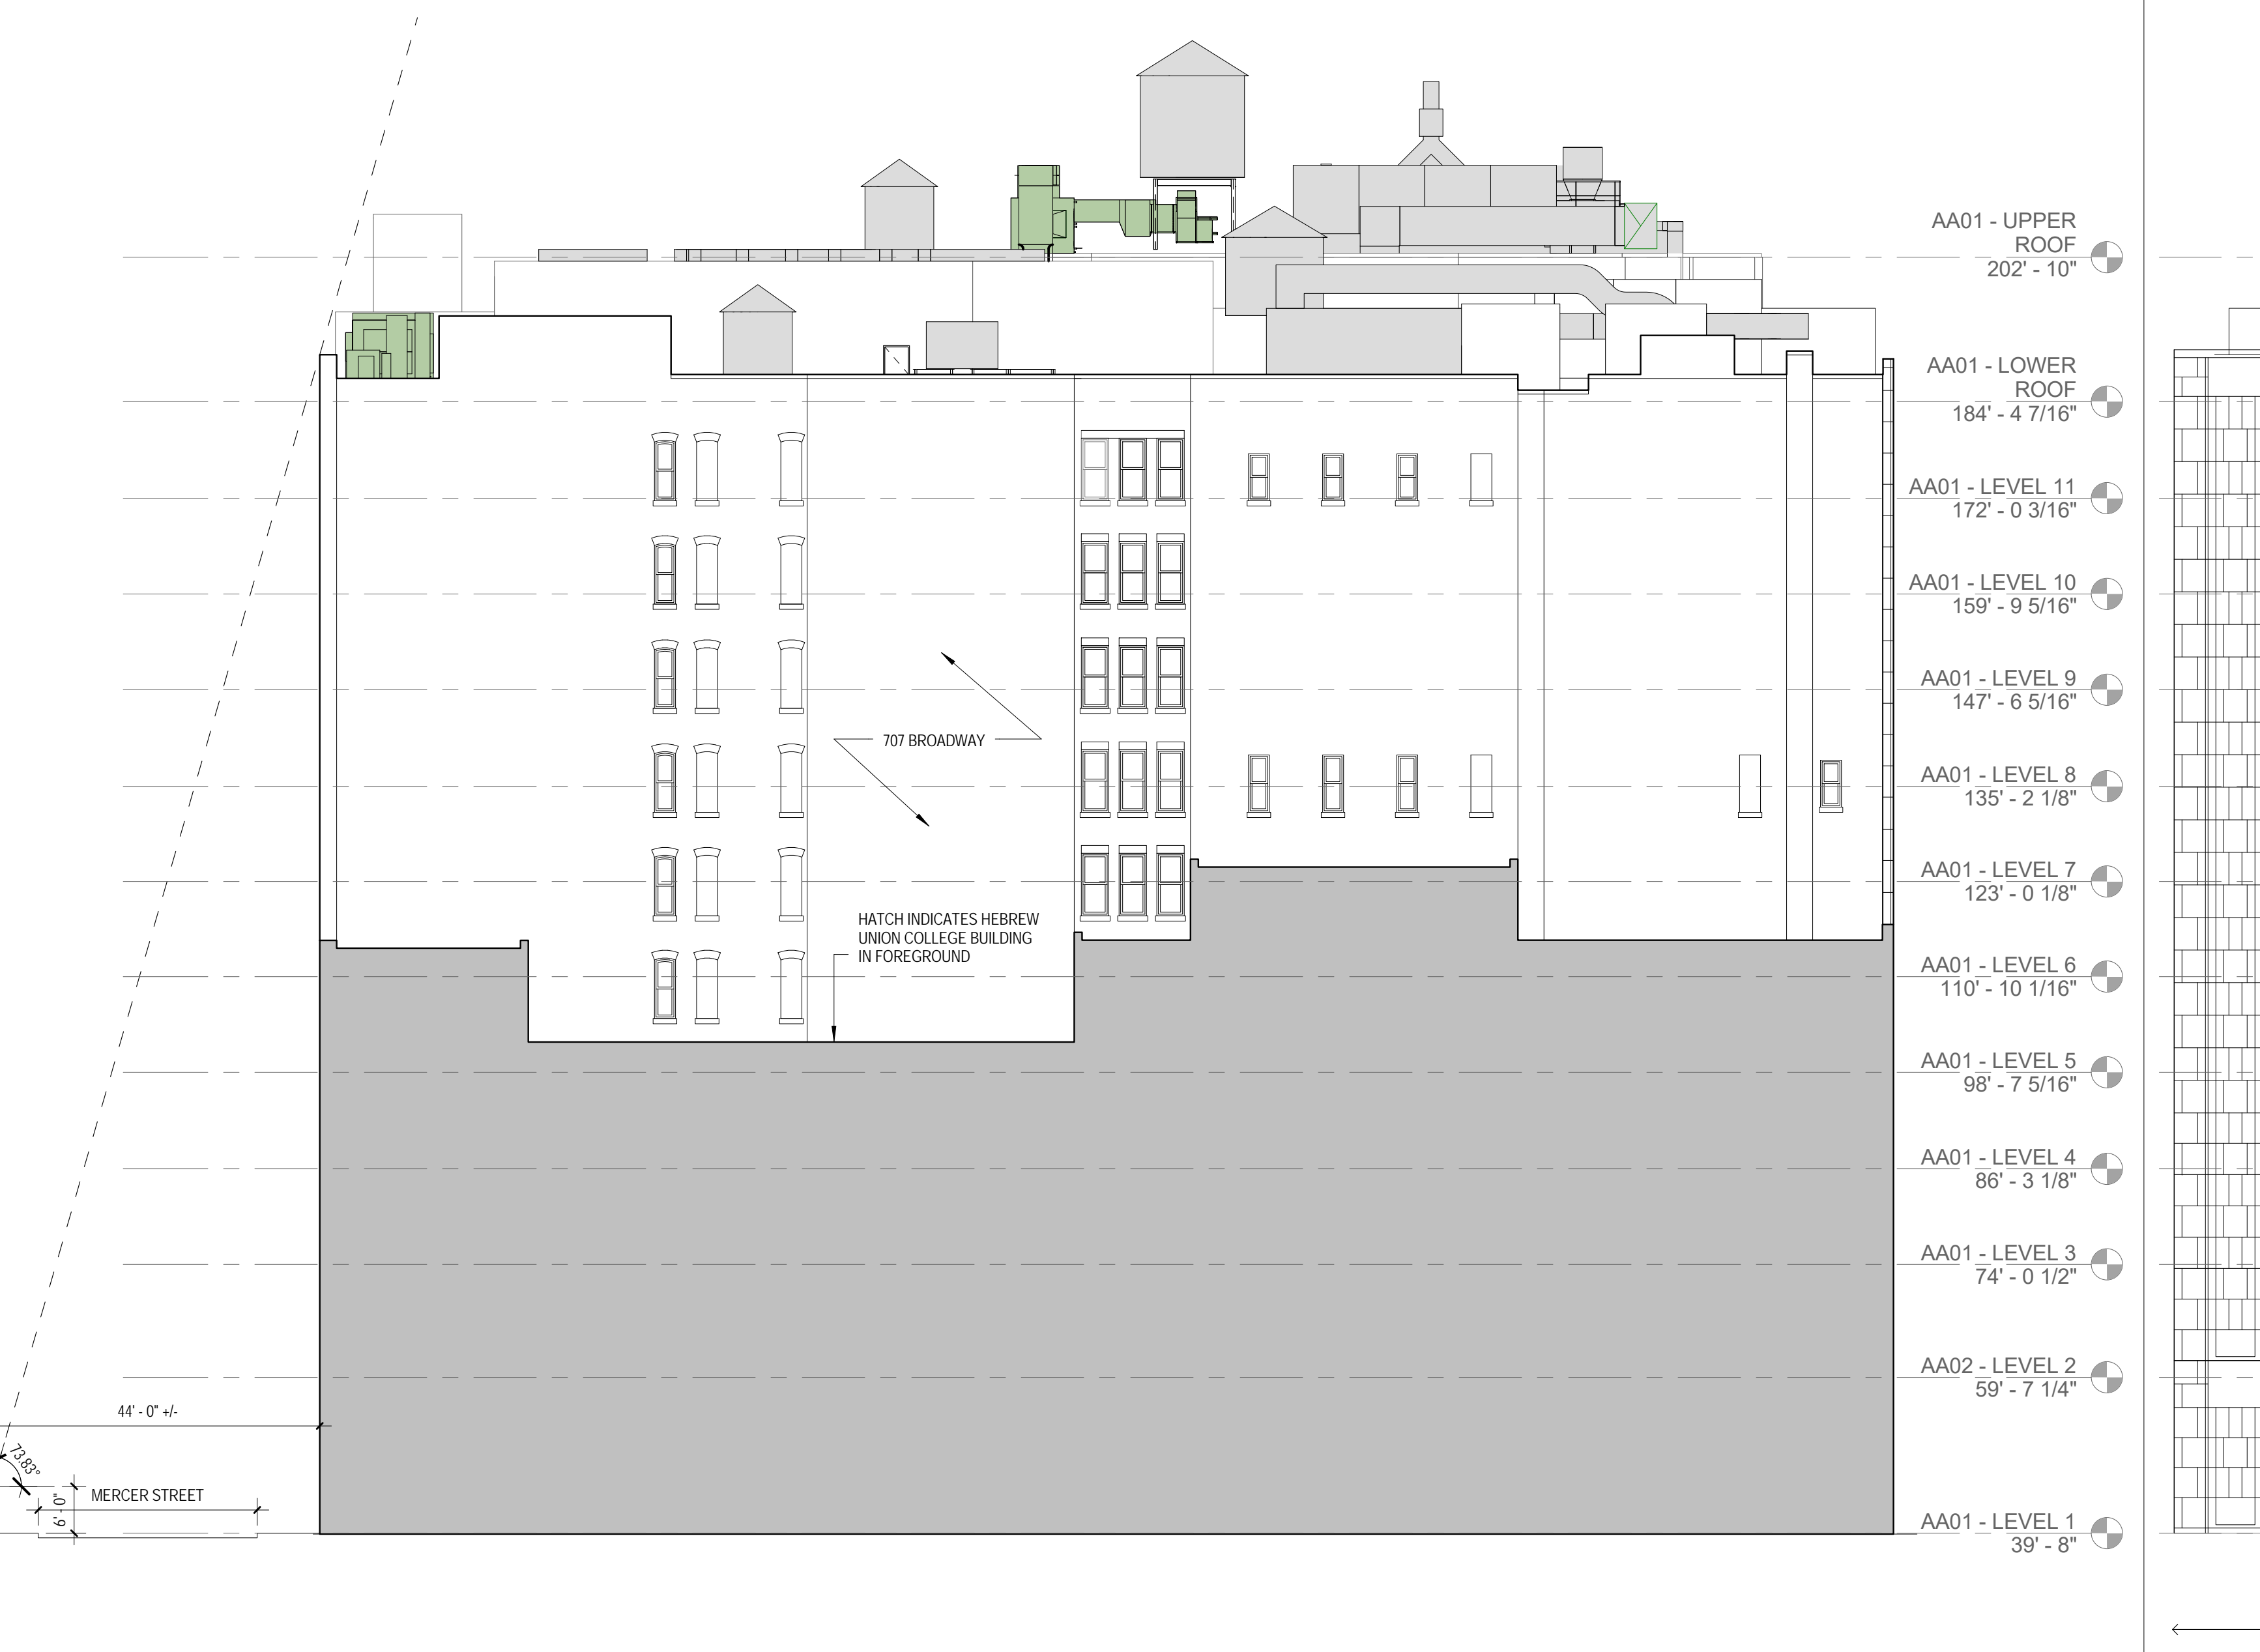 AA01 - UPPER
ROOF
202' - 10"
AA01 - LOWER
ROOF
184' - 4 7/16"
AA01 - LEVEL 11
172' - 0 3/16"
AA01 - LEVEL 10
159' - 9 5/16"
AA01 - LEVEL 9
147' - 6 5/16"
707 BROADWAY
AA01 - LEVEL 8
135' - 2 1/8"
AA01 - LEVEL 7
123' - 0 1/8"
HATCH INDICATES HEBREW
UNION COLLEGE BUILDING
IN FOREGROUND
AA01 - LEVEL 6
110' - 10 1/16"
AA01 - LEVEL 5
98' - 7 5/16"
AA01 - LEVEL 4
86' - 3 1/8"
AA01 - LEVEL 3
74' - 0 1/2"
AA02 - LEVEL 2
59' - 7 1/4"
44' - 0" +/-
73.83°
MERCER STREET
6' - 0"
AA01 - LEVEL 1
39' - 8"